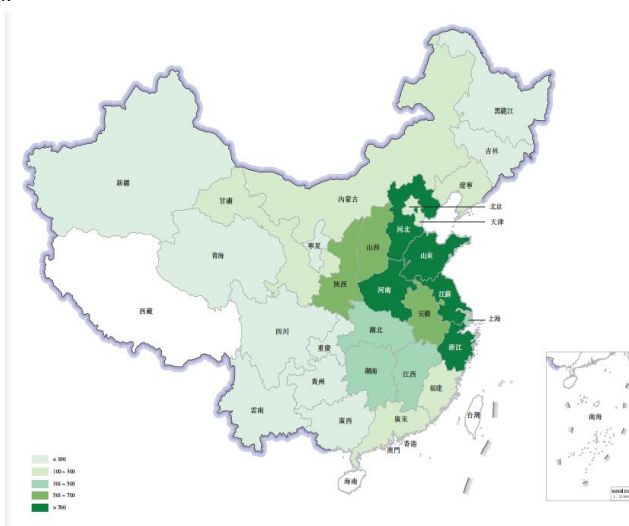 黑龍江
吉林
遼寧
新疆
內蒙古
甘肅
北京
天津
河北
寧夏
山西
山東
青海
陝西
河南
江蘇
西藏
安徽
上海
四川
湖北
重慶
浙江
湖南
江西
貴州
福建
雲南
台灣
廣西
廣東
香港
澳門
海南
南海
< 100
100 – 300
301 – 500
501 – 700
> 700